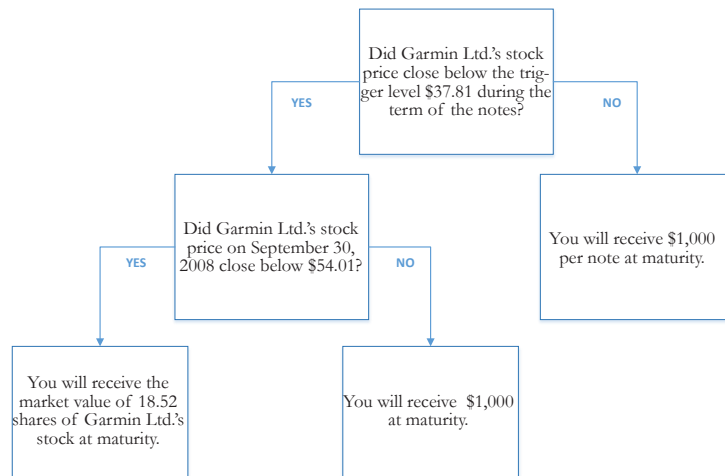 Did Garmin Ltd.'s stock
price close below the trig-
ger level $37.81 during the
term of the notes?
YES
NO
Did Garmin Ltd.'s stock
price on September 30,
2008 close below $54.01?
You will receive $1,000
per note at maturity.
YES
NO
You will receive the
market value of 18.52
shares of Garmin Ltd.'s
stock at maturity.
You will receive $1,000
at maturity.